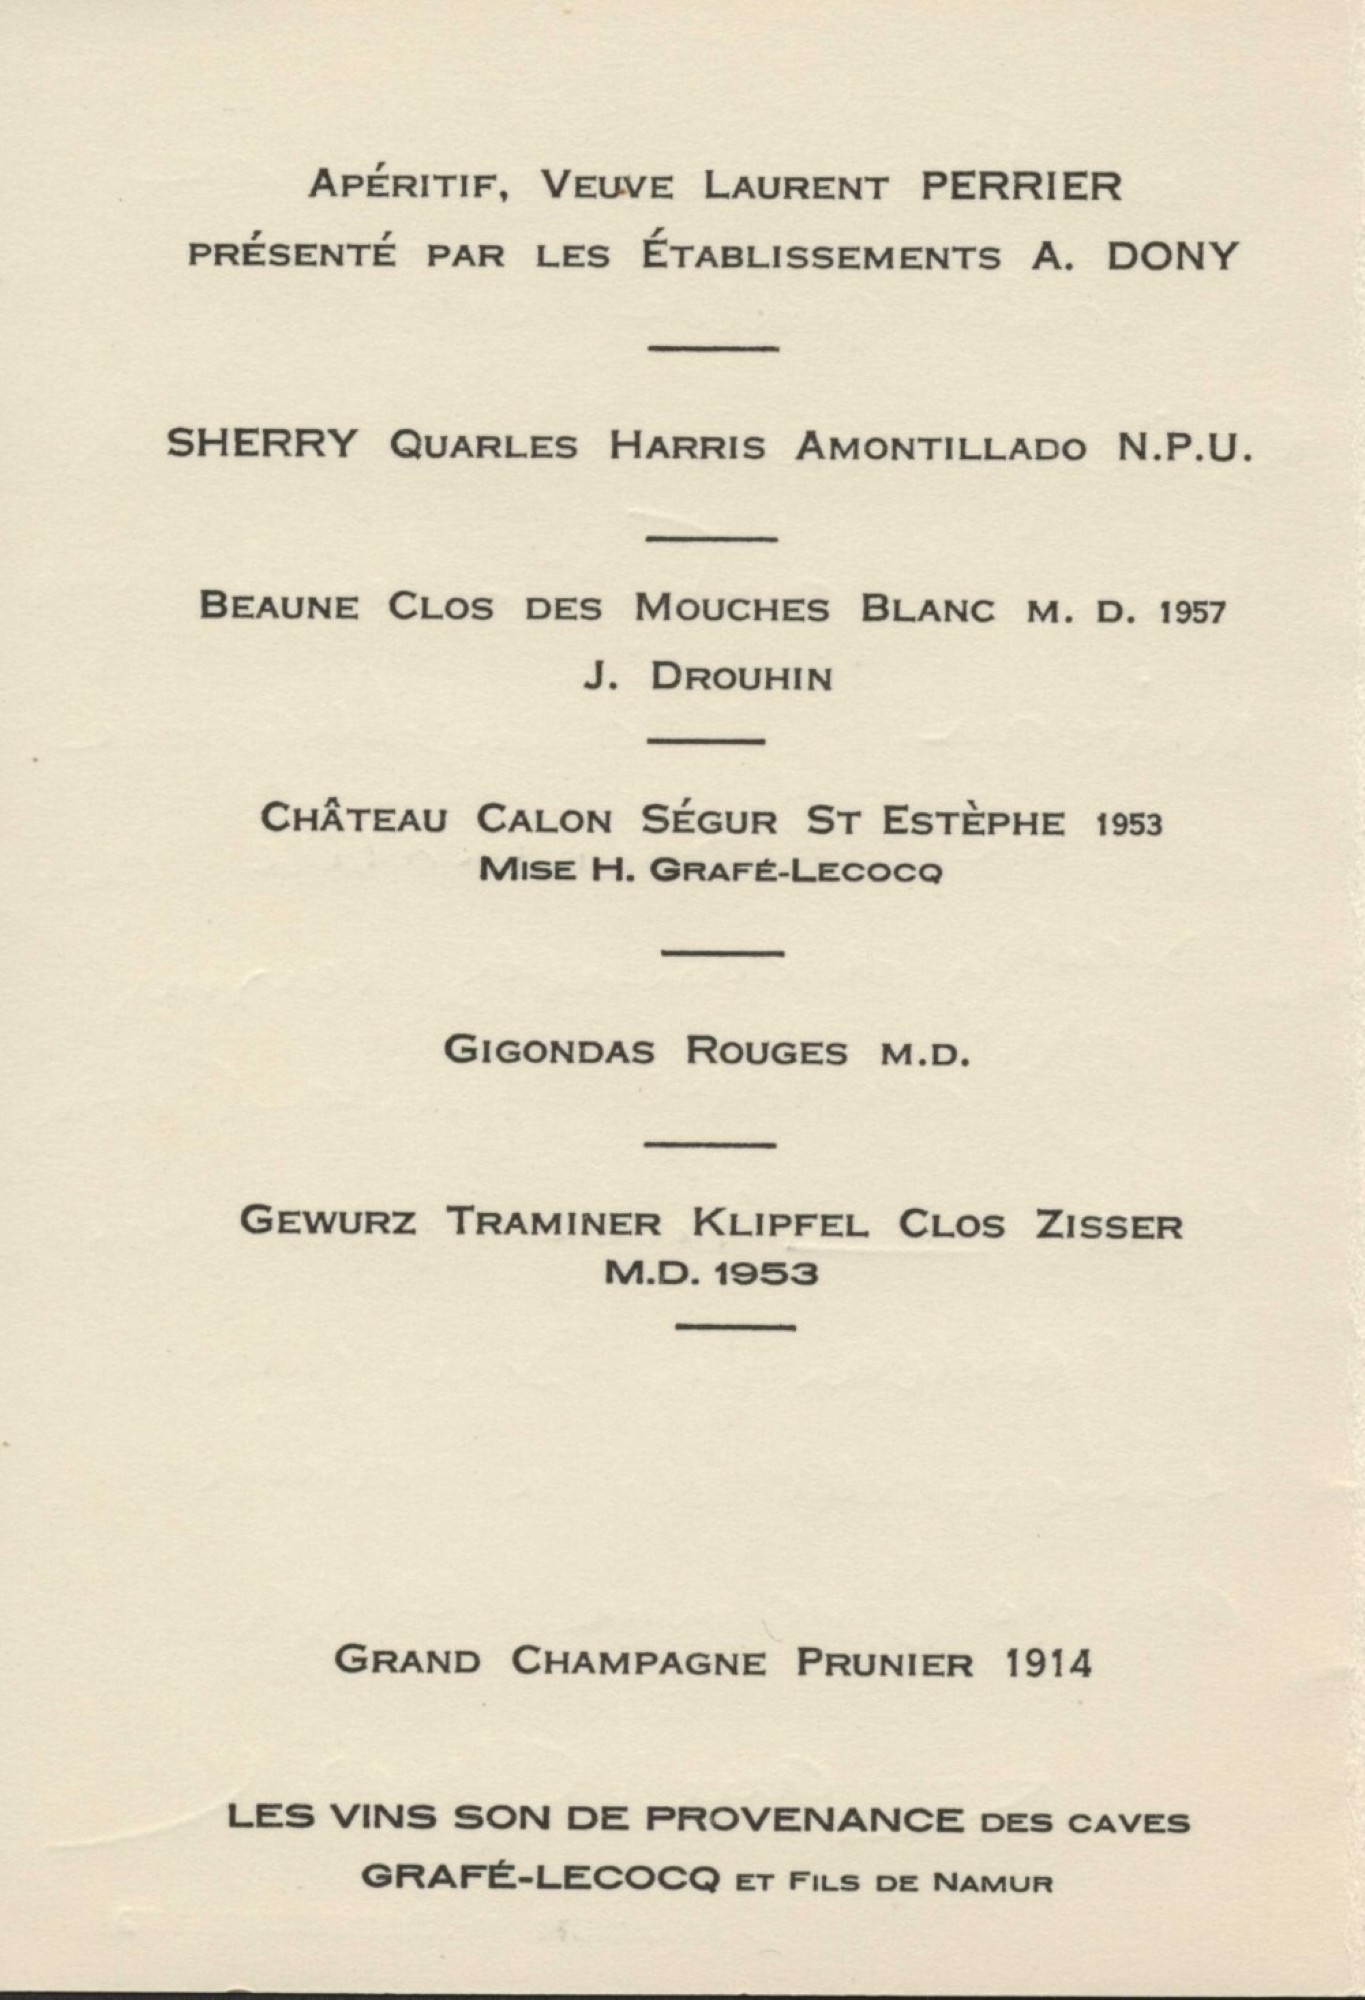 APÉRITIF, VEUVE LAURENT PERRIER
PRÉSENTÉ PAR LES ÉTABLISSEMENTS A. DONY
SHERRY QUARLES HARRIS AMONTILLADO N.P.U.
BEAUNE CLOS DES MOUCHES BLANC M. D. 1957
J. DROUHIN
CHÂTEAU CALON SÉGUR ST ESTÈPHE 1953
MISE H. GRAFÉ-LECOCQ
GIGONDAS ROUGES M.D.
GEWURZ TRAMINER KLIPFEL CLOS ZISSER
M.D. 1953
GRAND CHAMPAGNE PRUNIER 1914
LES VINS SON DE PROVENANCE DES CAVES
GRAFÉ-LECOCQ ET FILS DE NAMUR